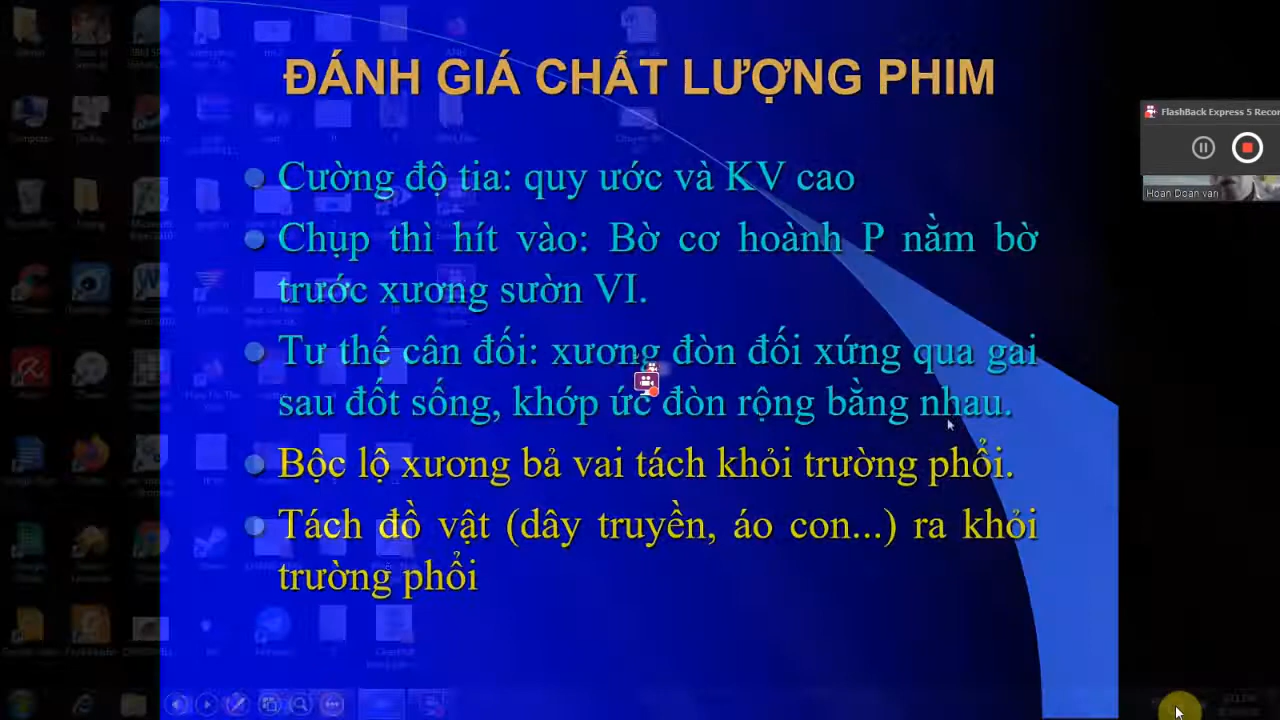 ĐÁNH GIÁ CHẤT LƯỢNG PHIM
FlashBack Express 5 Recor
Hoan Doan van
Cường độ tia: quy ước và KV cao
Chụp thì hít vào: Bờ cơ hoành P nằm bờ
trước xương sườn VI.
Tư thế cân đối: xương đòn đối xứng qua gai
sau đốt sống, khớp ức đòn rộng bằng nhau.
Bộc lộ xương bả vai tách khỏi trường phổi.
Tách đồ vật (dây truyền, áo con...) ra khỏi
trường phổi